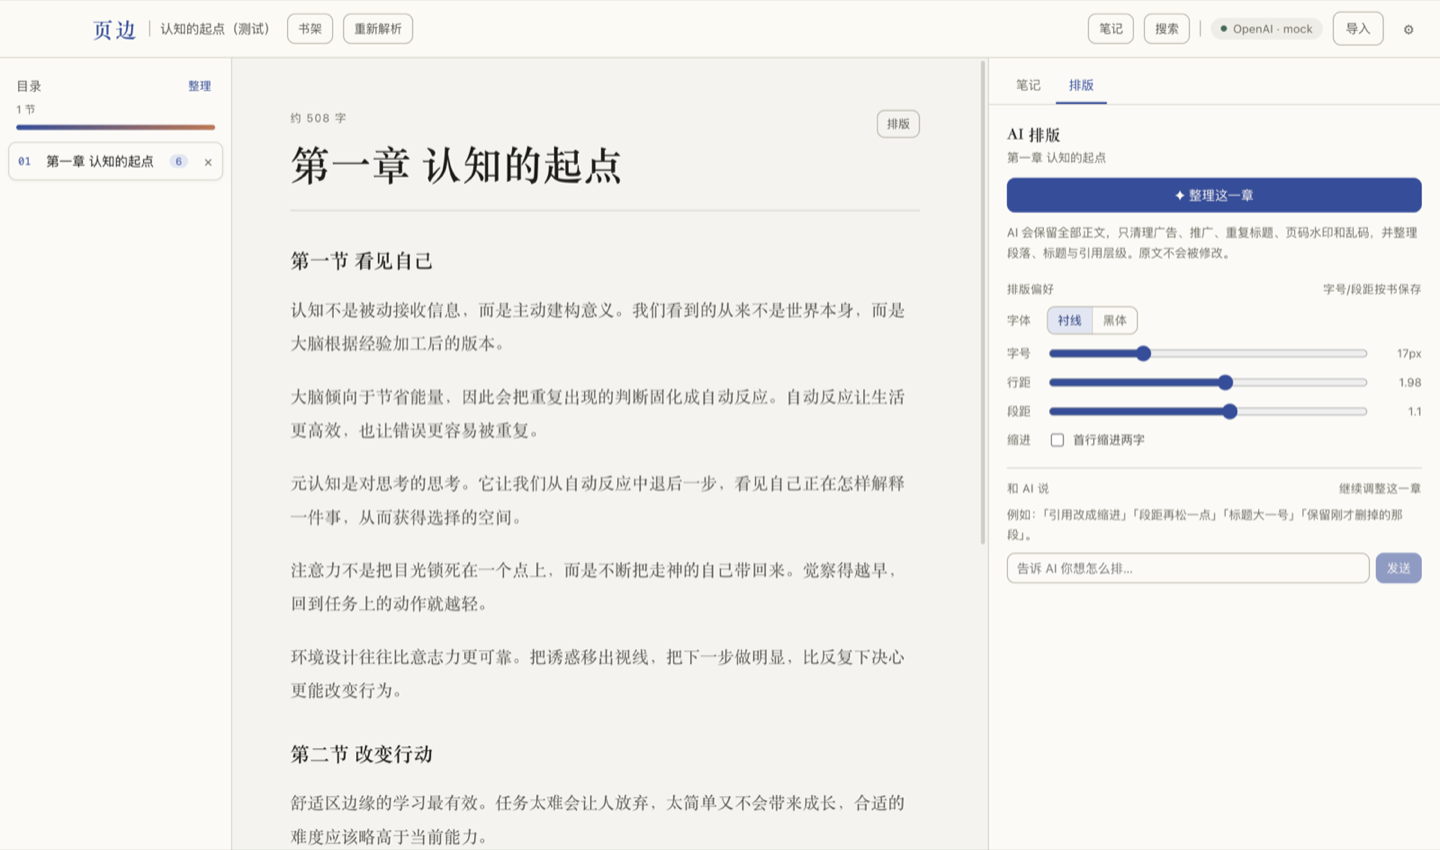 页边
认知的起点（测试）
书架
重新解析
笔记
搜索
OpenAI · mock
导入
目录
整理
1 节
01 第一章 认知的起点 6 ×
约 508 字
排版
第一章 认知的起点
第一节 看见自己
认知不是被动接收信息，而是主动建构意义。我们看到的从来不是世界本身，而是
大脑根据经验加工后的版本。
大脑倾向于节省能量，因此会把重复出现的判断固化成自动反应。自动反应让生活
更高效，也让错误更容易被重复。
元认知是对思考的思考。它让我们从自动反应中退后一步，看见自己正在怎样解释
一件事，从而获得选择的空间。
注意力不是把目光锁死在一个点上，而是不断把走神的自己带回来。觉察得越早，
回到任务上的动作就越轻。
环境设计往往比意志力更可靠。把诱惑移出视线，把下一步做明显，比反复下决心
更能改变行为。
第二节 改变行动
舒适区边缘的学习最有效。任务太难会让人放弃，太简单又不会带来成长，合适的
难度应该略高于当前能力。
笔记
排版
AI 排版
第一章 认知的起点
✦ 整理这一章
AI 会保留全部正文，只清理广告、推广、重复标题、页码水印和乱码，并整理
段落、标题与引用层级。原文不会被修改。
排版偏好
字号/段距按书保存
字体 衬线 黑体
字号 17px
行距 1.98
段距 1.1
缩进 首行缩进两字
和 AI 说
继续调整这一章
例如：「引用改成缩进」「段距再松一点」「标题大一号」「保留刚才删掉的那
段」。
告诉 AI 你想怎么排...
发送